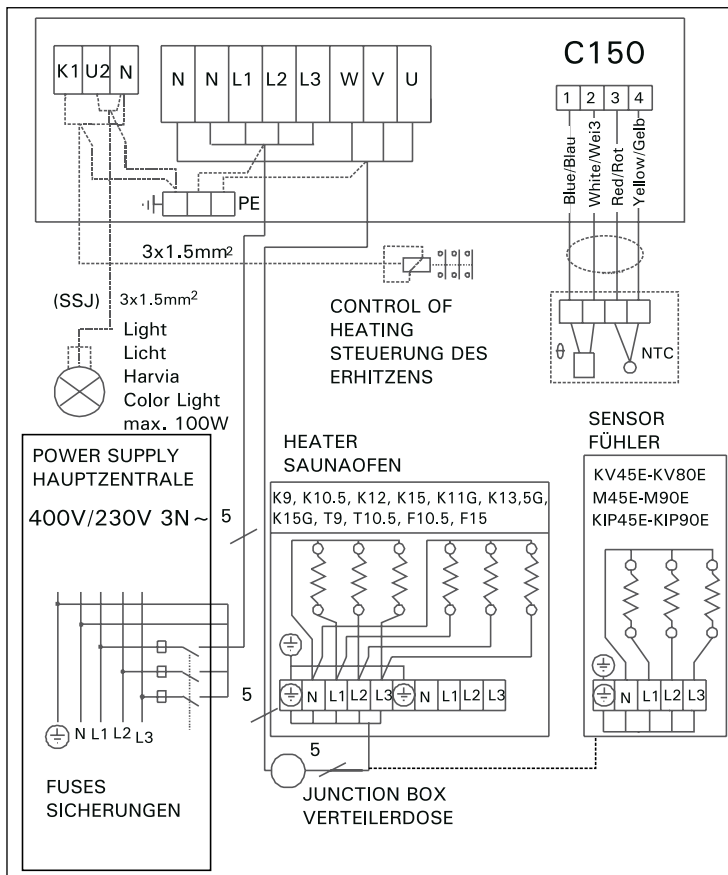 C150
K1 U2 N
N N L1 L2 L3 W V U
1 2 3 4
Blue/Blau
White/Wei3
Red/Rot
Yellow/Gelb
PE
3x1.5mm²
(SSJ) 3x1.5mm²
Light
Licht
Harvia
Color Light
max. 100W
CONTROL OF
HEATING
STEUERUNG DES
ERHITZENS
θ
NTC
POWER SUPPLY
HAUPTZENTRALE
400V/230V 3N~
5
N L1 L2 L3
5
FUSES
SICHERUNGEN
HEATER
SAUNAOFEN
K9, K10.5, K12, K15, K11G, K13,5G,
K15G, T9, T10.5, F10.5, F15
N L1 L2 L3 N L1 L2 L3
5
JUNCTION BOX
VERTEILERDOSE
SENSOR
FÜHLER
KV45E-KV80E
M45E-M90E
KIP45E-KIP90E
N L1 L2 L3